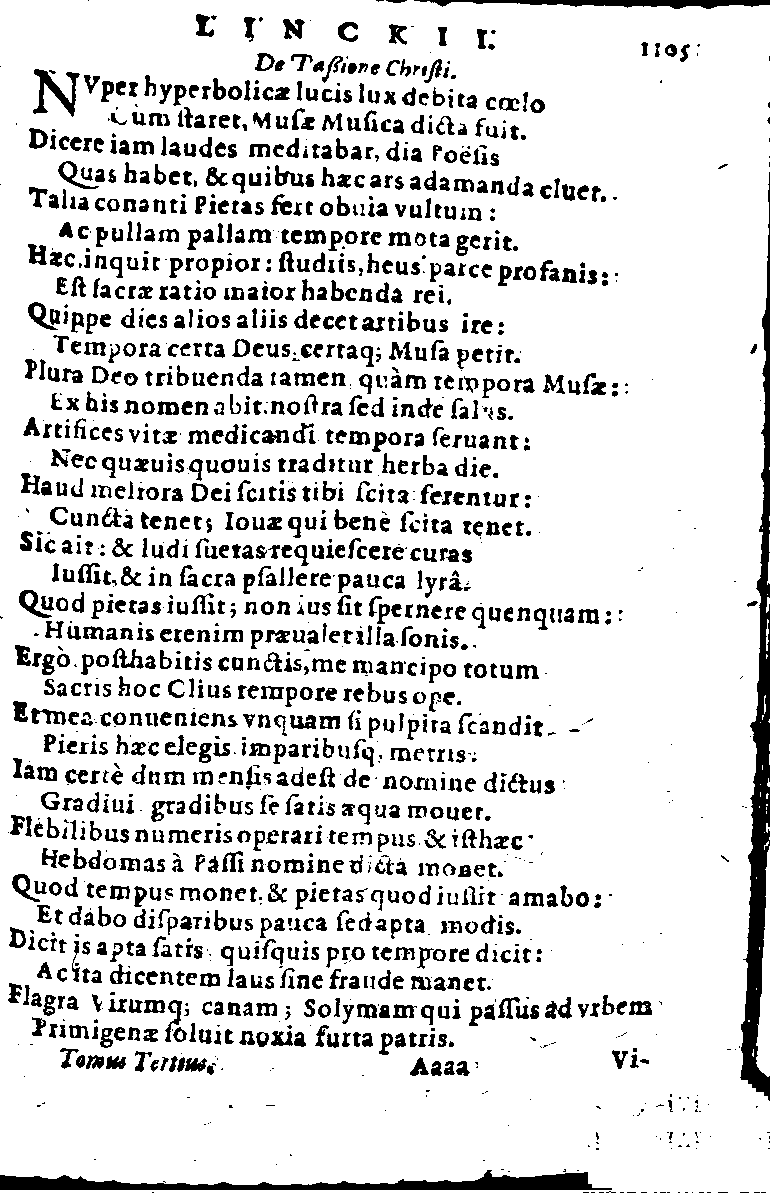 LINCKII. 1105
De Paſsione Chriſti.
NVper hyperbolicæ lucis lux debita cœlo
Cùm ſtaret, Muſæ Muſica dicta fuit.
Dicere iam laudes meditabar, dia Poëſis
Quas habet, & quibus hæc ars adamanda cluet.
Talia conanti Pietas fert obuia vultum:
Ac pullam pallam tempore mota gerit.
Hæc inquit propior: ſtudiis, heus parce profanis:
Eſt ſacræ ratio maior habenda rei.
Quippe dies alios aliis decet artibus ire:
Tempora certa Deus, certaq; Muſa petit.
Plura Deo tribuenda tamen quàm tempora Muſæ:
Ex his nomen abit: noſtra ſed inde ſalus.
Artifices vitæ medicandi tempora ſeruant:
Nec quæuis quouis traditur herba die.
Haud meliora Dei ſcitis tibi ſcita ferentur:
Cuncta tenet; Iouæ qui benè ſcita tenet.
Sic ait: & ludi ſuetas requieſcere curas
Iuſſit, & in ſacra pſallere pauca lyrâ.
Quod pietas iuſſit; non ius ſit ſpernere quenquam:
Humanis etenim præualet illa ſonis.
Ergò poſthabitis cunctis, me mancipo totum
Sacris hoc Clius tempore rebus ope.
Et mea conueniens vnquam ſi pulpita ſcandit
Pieris hæc elegis imparibuſq; metris:
Iam certè dum menſis adeſt de nomine dictus
Gradiui gradibus ſe ſatis æqua mouet.
Flebilibus numeris operari tempus & iſthæc
Hebdomas à Paſſi nomine dicta monet.
Quod tempus monet, & pietas quod iuſſit amabo:
Et dabo diſparibus pauca ſed apta modis.
Dicit is apta ſatis, quiſquis pro tempore dicit:
Ac ita dicentem laus ſine fraude manet.
Flagra Virumq; canam; Solymam qui paſſus ad vrbem
Primigenæ ſoluit noxia furta patris.
Tomus Tertius. Aaaa Vi-